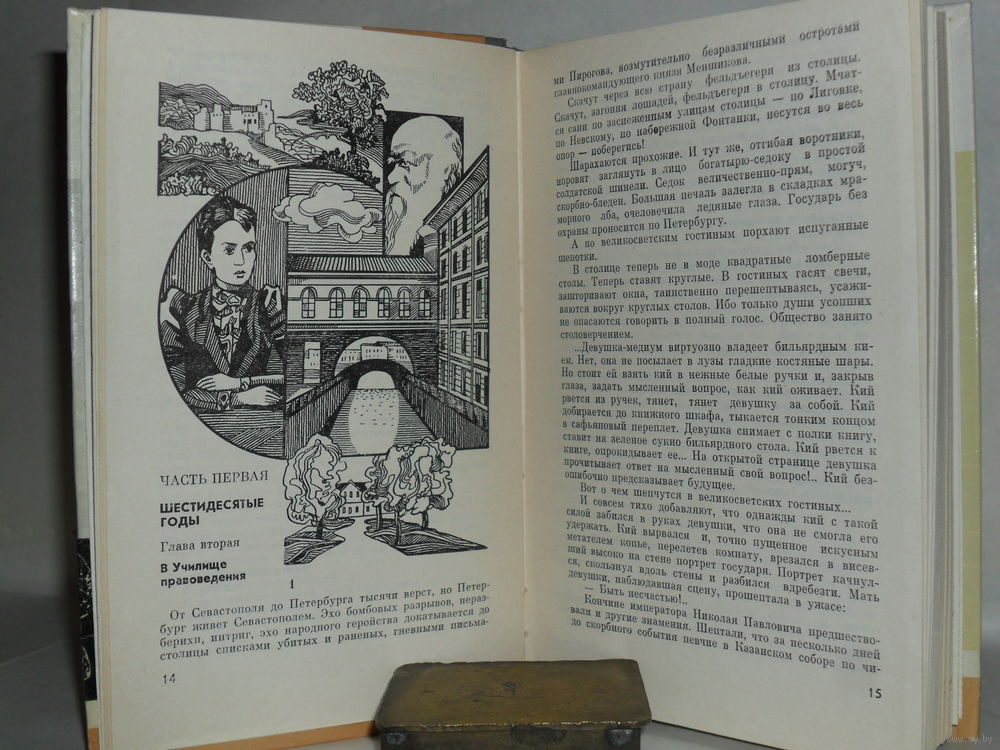 ЧАСТЬ ПЕРВАЯ
ШЕСТИДЕСЯТЫЕ
ГОДЫ
Глава вторая
В Училище
правоведения
1
От Севастополя до Петербурга тысячи верст, но Петер-
бург живет Севастополем. Эхо бомбовых разрывов, нераз-
берихи, интриг, эхо народного геройства докатывается до
столицы списками убитых и раненых, гневными письма-
14
ми Пирогова, возмутительно безразличными остротами
главнокомандующего князя Меншикова.
Скачут через всю страну фельдъегеря из столицы.
Скачут, загоняя лошадей, фельдъегеря в столицу. Мчат-
ся сани по заснеженным улицам столицы — по Лиговке,
по Невскому, по набережной Фонтанки, несутся во весь
опор — поберегись!
Шарахаются прохожие. И тут же, отгибая воротники,
норовят заглянуть в лицо богатырю-седоку в простой
солдатской шинели. Седок величественно-прям, могуч,
скорбно-бледен. Большая печаль залегла в складках мра-
морного лба, очеловечила ледяные глаза. Государь без
охраны проносится по Петербургу.
А по великосветским гостиным порхают испуганные
шепотки.
В столице теперь не в моде квадратные ломберные
столы. Теперь ставят круглые. В гостиных гасят свечи,
зашторивают окна, таинственно перешептываясь, усажи-
ваются вокруг круглых столов. Ибо только души усопших
не опасаются говорить в полный голос. Общество занято
столоверчением.
...Девушка-медиум виртуозно владеет бильярдным ки-
ем. Нет, она не посылает в лузы гладкие костяные шары.
Но стоит ей взять кий в нежные белые ручки и, закрыв
глаза, задать мысленный вопрос, как кий оживает. Кий
рвется из ручек, тянет, тянет девушку за собой. Кий
добирается до книжного шкафа, тыкается тонким концом
в сафьяновый переплет. Девушка снимает с полки книгу,
ставит на зеленое сукно бильярдного стола. Кий рвется к
книге, опрокидывает ее... На открытой странице девушка
прочитывает ответ на мысленный свой вопрос!.. Кий без-
ошибочно предсказывает будущее.
Вот о чем шепчутся в великосветских гостиных...
И совсем тихо добавляют, что однажды кий с такой
силой забился в руках девушки, что она не смогла его
удержать. Кий вырвался и, точно пущенное искусным
метателем копье, перелетев комнату, врезался в висев-
ший высоко на стене портрет государя. Портрет качнул-
ся, скользнул вдоль стены и разбился вдребезги. Мать
девушки, наблюдавшая сцену, прошептала в ужасе:
— Быть несчастью!..
Кончине императора Николая Павловича предшество-
вали и другие знамения. Шептали, что за несколько дней
до скорбного события певчие в Казанском соборе по чи-
15
www.ay.by